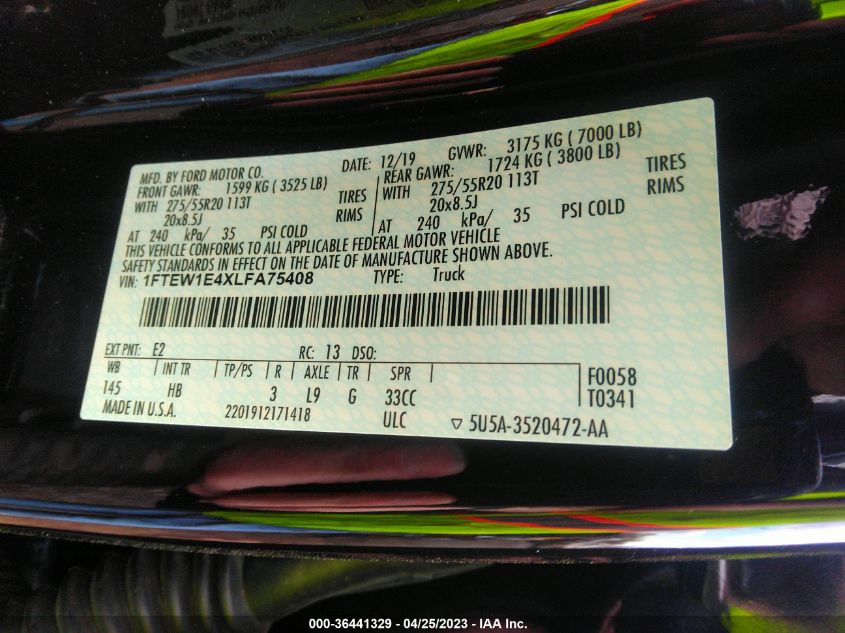 MFD. BY FORD MOTOR CO. DATE: 12/19 GVWR: 3175 KG ( 7000 LB)
FRONT GAWR: 1599 KG ( 3525 LB) REAR GAWR: 1724 KG ( 3800 LB)
WITH 275/55R20 113T TIRES WITH 275/55R20 113T TIRES
20x8.5J RIMS 20x8.5J RIMS
AT 240 kPa/ 35 PSI COLD AT 240 kPa/ 35 PSI COLD
THIS VEHICLE CONFORMS TO ALL APPLICABLE FEDERAL MOTOR VEHICLE
SAFETY STANDARDS IN EFFECT ON THE DATE OF MANUFACTURE SHOWN ABOVE.
VIN: 1FTEW1E4XLFA75408 TYPE: Truck
EXT PNT: E2 RC: 13 DSO:
WB INT TR TP/PS R AXLE TR SPR F0058
145 HB 3 L9 G 33CC T0341
MADE IN U.S.A. 2201912171418 ULC ▽ 5U5A-3520472-AA
000-36441329 - 04/25/2023 - IAA Inc.